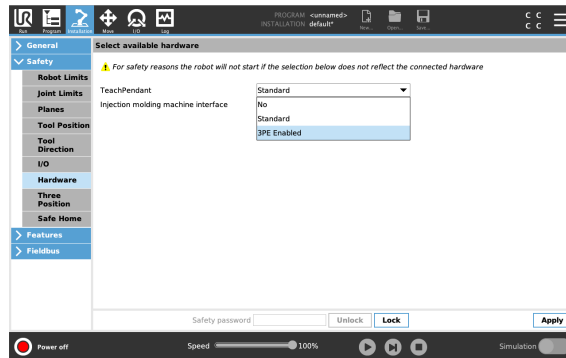 UR
Run
Program
Installation
Move
I/O
Log
PROGRAM <unnamed>
INSTALLATION default*
New...
Open...
Save...
C C
C C
General
Safety
Robot Limits
Joint Limits
Planes
Tool Position
Tool
Direction
I/O
Hardware
Three
Position
Safe Home
Features
Fieldbus
Select available hardware
For safety reasons the robot will not start if the selection below does not reflect the connected hardware
TeachPendant
Standard
Injection molding machine interface
No
Standard
3PE Enabled
Safety password
Unlock
Lock
Apply
Power off
Speed
100%
Simulation